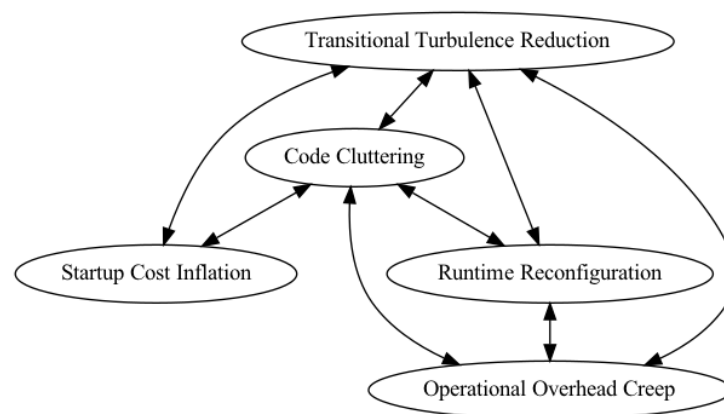 Transitional Turbulence Reduction
Code Cluttering
Startup Cost Inflation
Runtime Reconfiguration
Operational Overhead Creep